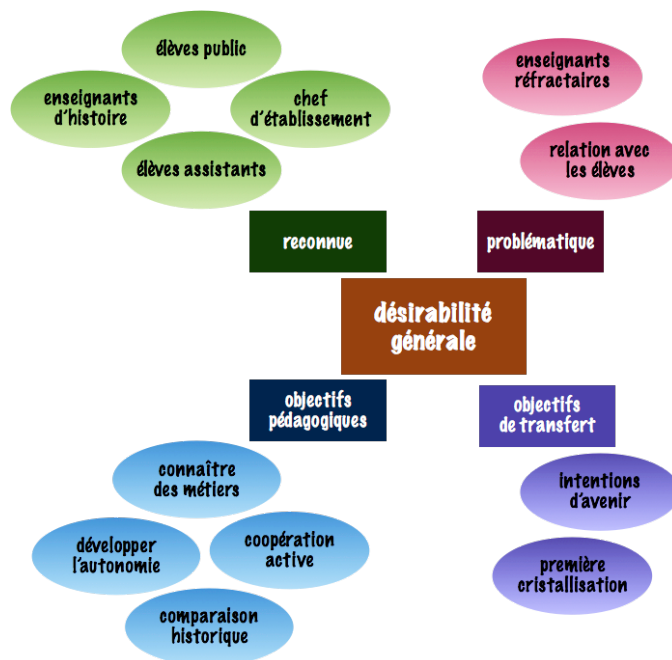 élèves public
enseignants
d'histoire
chef
d'établissement
élèves assistants
enseignants
réfractaires
relation avec
les élèves
reconnue
problématique
désirabilité
générale
objectifs
pédagogiques
objectifs
de transfert
connaître
des métiers
développer
l'autonomie
coopération
active
comparaison
historique
intentions
d'avenir
première
cristallisation